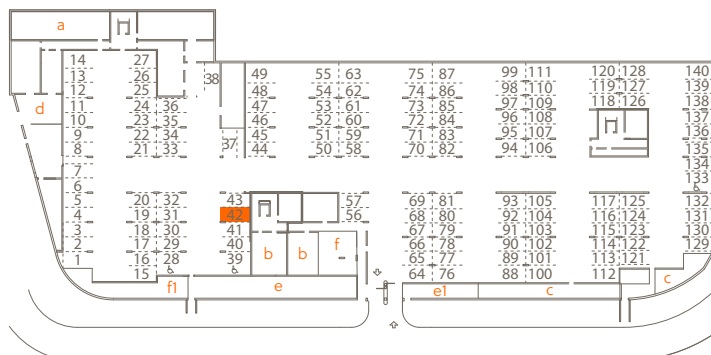 a
14 27 49 55 63 75 87 99 111 120 128 140
13 26 38 48 54 62 74 86 98 110 119 127 139
12 25 47 53 61 73 85 97 109 118 126 138
d 11 24 36 46 52 60 72 84 96 108 137
10 23 35 45 51 59 71 83 95 107 136
9 22 34 37 44 50 58 70 82 94 106 135
8 21 33 134
7 133
6
5 20 32 43 57 69 81 93 105 117 125 132
4 19 31 42 56 68 80 92 104 116 124 131
3 18 30 41 67 79 91 103 115 123 130
2 17 29 40 b b f 66 78 90 102 114 122 129
1 16 28 39 65 77 89 101 113 121
15 64 76 88 100 112 c
f1 e e1 c